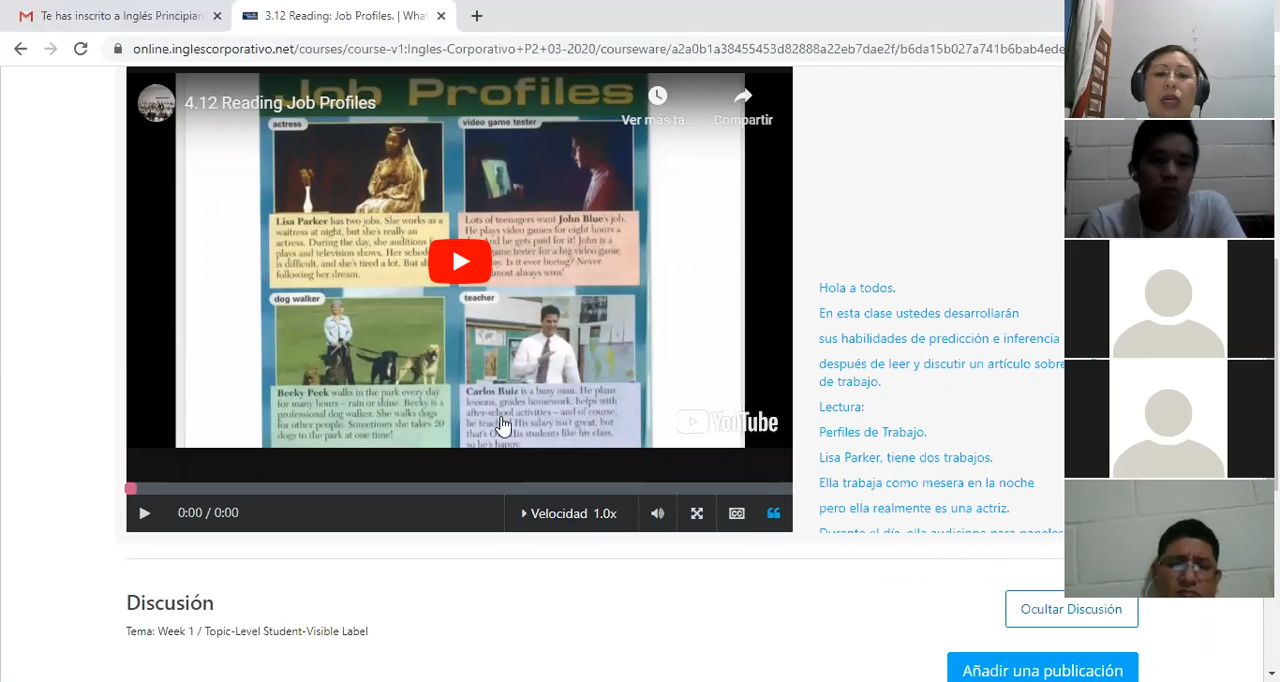 Te has inscrito a Inglés Principian
3.12 Reading: Job Profiles. | Wha
online.inglescorporativo.net/courses/course-v1:Ingles-Corporativo+P2+03-2020/courseware/a2a0b1a38455453d82888a22eb7dae2f/b6da15b027a741b6bab4ede
Job Profiles
4.12 Reading Job Profiles
Ver más ta...
Compartir
actress
video game tester
Lisa Parker has two jobs. She works as a
waitress at night, but she's really an
actress. During the day, she auditions
plays and television shows. Her
is difficult, and she's tired a lot. But
following her dream.
Lots of teenagers want John Blue's job.
He plays video games for eight hours a
And he gets paid for it! John is a
game tester for a big video game
Is it ever boring? Never
almost always wins!
dog walker
teacher
Becky Peck walks in the park every day
for many hours – rain or shine. Becky is a
professional dog walker. She walks dogs
for other people. Sometimes she takes 20
dogs to the park at one time!
Carlos Ruiz is a busy man. He plans
lessons, grades homework, helps with
after-school activities – and of course,
he His salary isn't great, but
that's His students like his class,
so he's happy.
YouTube
0:00 / 0:00
Velocidad 1.0x
Hola a todos.
En esta clase ustedes desarrollarán
sus habilidades de predicción e inferencia
después de leer y discutir un artículo sobre
de trabajo.
Lectura:
Perfiles de Trabajo.
Lisa Parker, tiene dos trabajos.
Ella trabaja como mesera en la noche
pero ella realmente es una actriz.
Durante el día, ella audiciona para papeles
Discusión
Ocultar Discusión
Tema: Week 1 / Topic-Level Student-Visible Label
Añadir una publicación